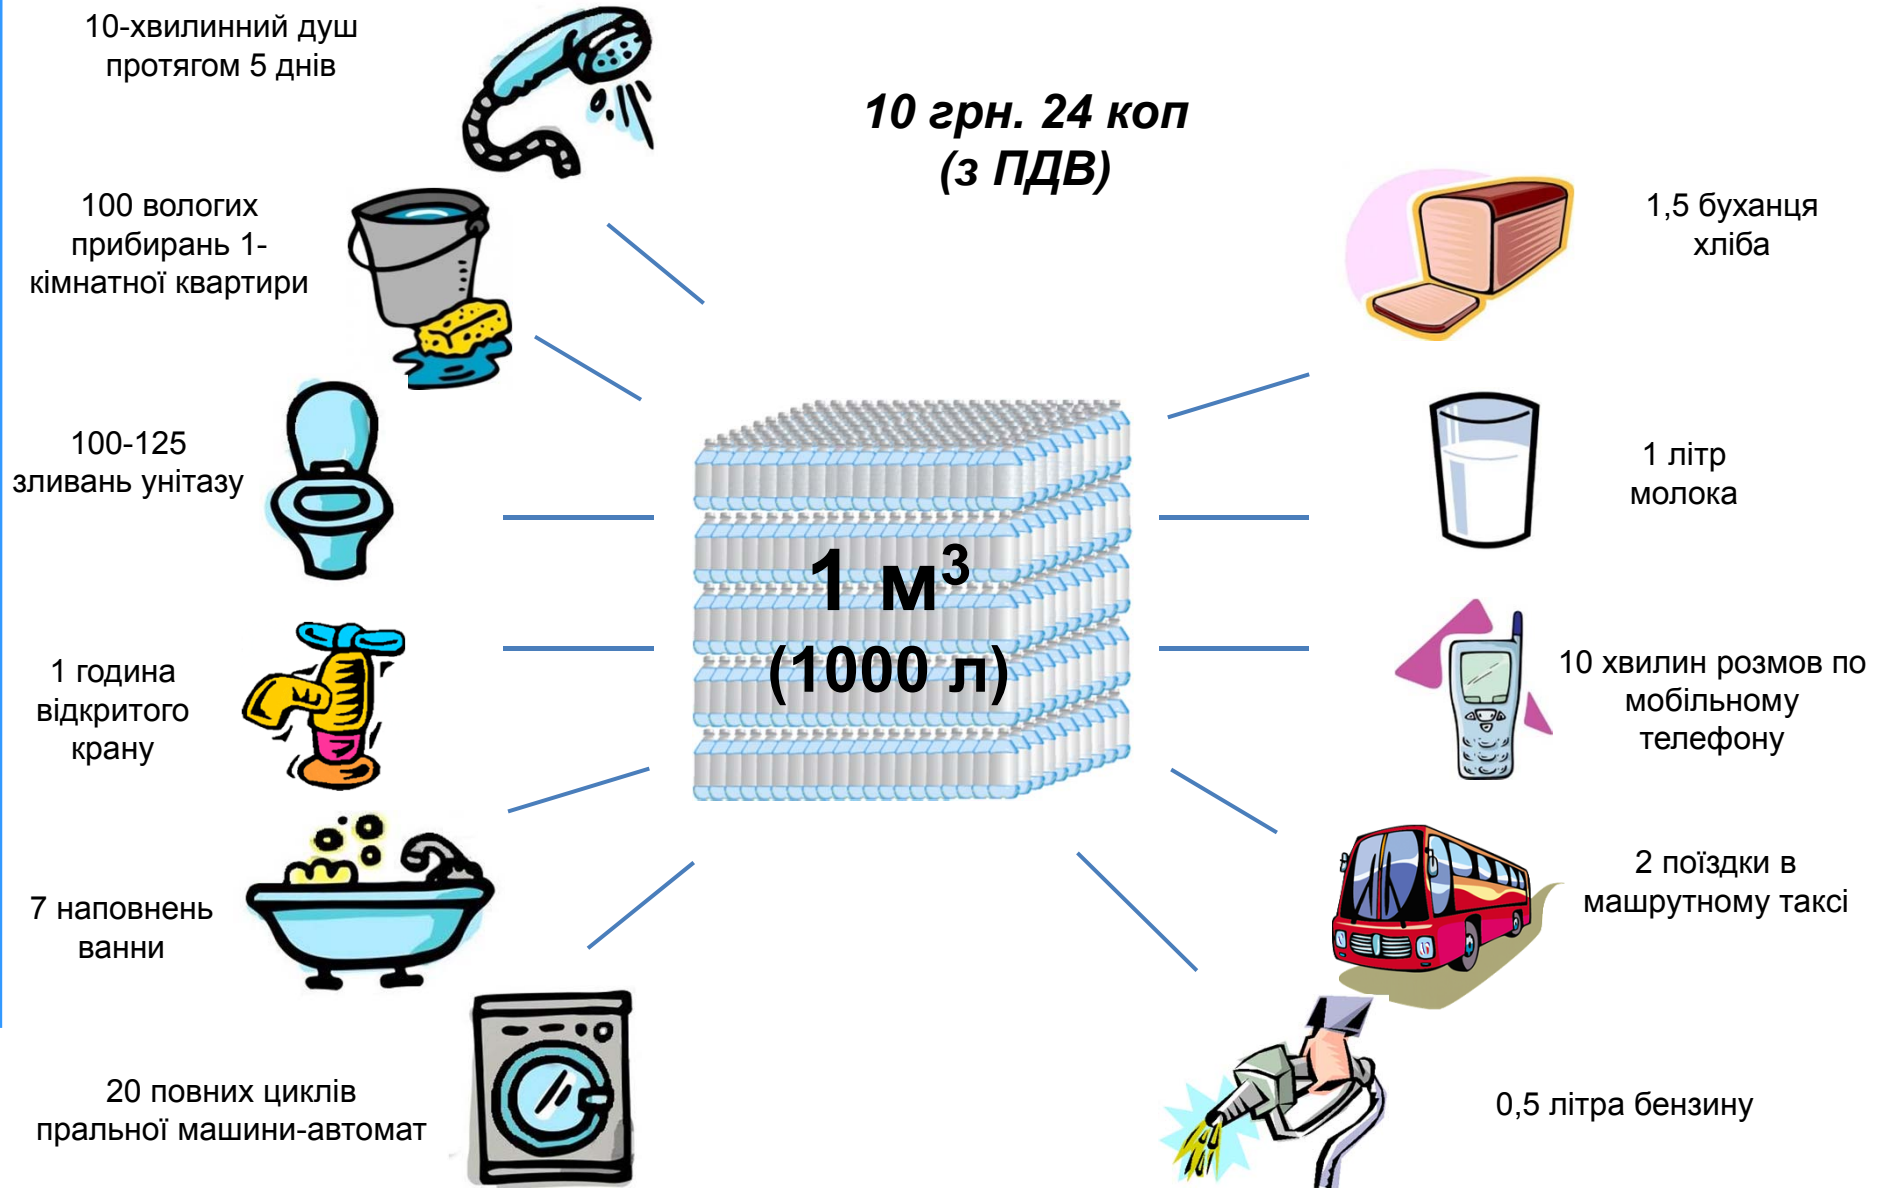 10-хвилинний душ
протягом 5 днів
10 грн. 24 коп
(з ПДВ)
100 вологих
прибирань 1-
кімнатної квартири
1,5 буханця
хліба
100-125
зливань унітазу
1 літр
молока
1 м³
(1000 л)
1 година
відкритого
крану
10 хвилин розмов по
мобільному
телефону
7 наповнень
ванни
2 поїздки в
машрутному таксі
20 повних циклів
пральної машини-автомат
0,5 літра бензину